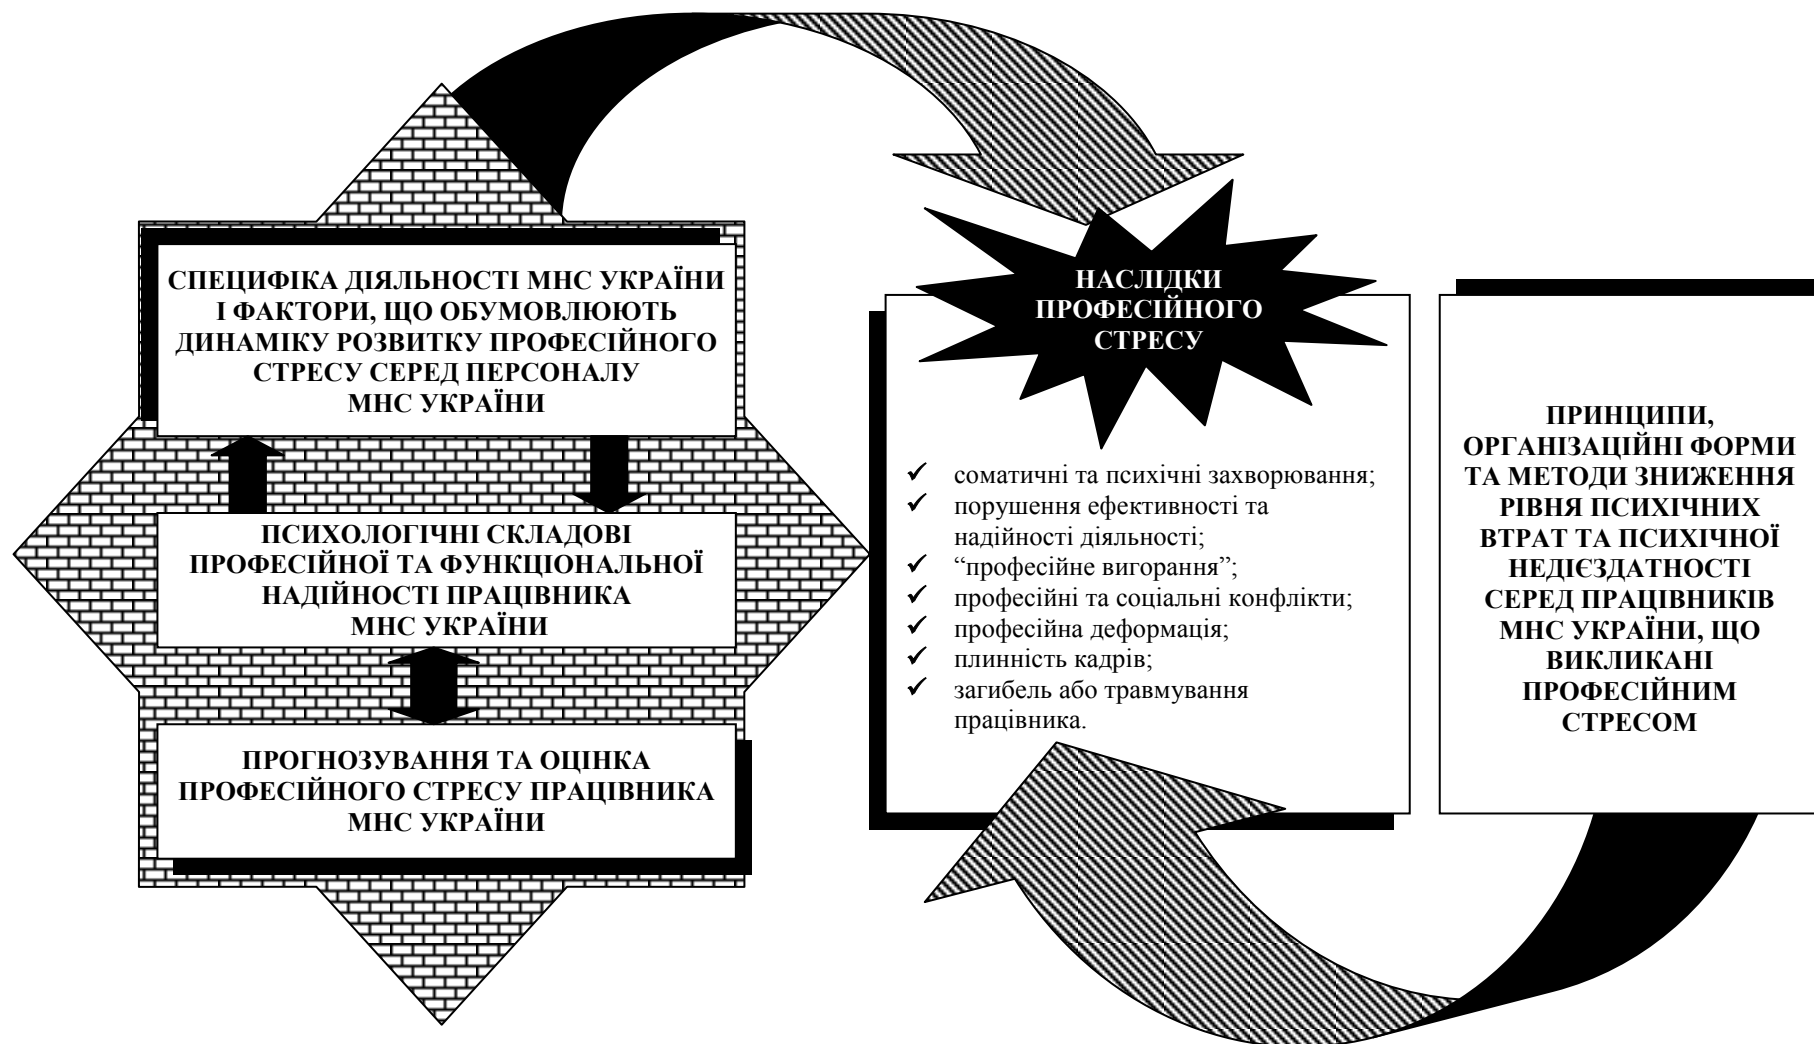 СПЕЦИФІКА ДІЯЛЬНОСТІ МНС УКРАЇНИ
І ФАКТОРИ, ЩО ОБУМОВЛЮЮТЬ
ДИНАМІКУ РОЗВИТКУ ПРОФЕСІЙНОГО
СТРЕСУ СЕРЕД ПЕРСОНАЛУ
МНС УКРАЇНИ
ПСИХОЛОГІЧНІ СКЛАДОВІ
ПРОФЕСІЙНОЇ ТА ФУНКЦІОНАЛЬНОЇ
НАДІЙНОСТІ ПРАЦІВНИКА
МНС УКРАЇНИ
ПРОГНОЗУВАННЯ ТА ОЦІНКА
ПРОФЕСІЙНОГО СТРЕСУ ПРАЦІВНИКА
МНС УКРАЇНИ
НАСЛІДКИ
ПРОФЕСІЙНОГО
СТРЕСУ
✓ соматичні та психічні захворювання;
✓ порушення ефективності та
надійності діяльності;
✓ “професійне вигорання”;
✓ професійні та соціальні конфлікти;
✓ професійна деформація;
✓ плинність кадрів;
✓ загибель або травмування
працівника.
ПРИНЦИПИ,
ОРГАНІЗАЦІЙНІ ФОРМИ
ТА МЕТОДИ ЗНИЖЕННЯ
РІВНЯ ПСИХІЧНИХ
ВТРАТ ТА ПСИХІЧНОЇ
НЕДІЄЗДАТНОСТІ
СЕРЕД ПРАЦІВНИКІВ
МНС УКРАЇНИ, ЩО
ВИКЛИКАНІ
ПРОФЕСІЙНИМ
СТРЕСОМ